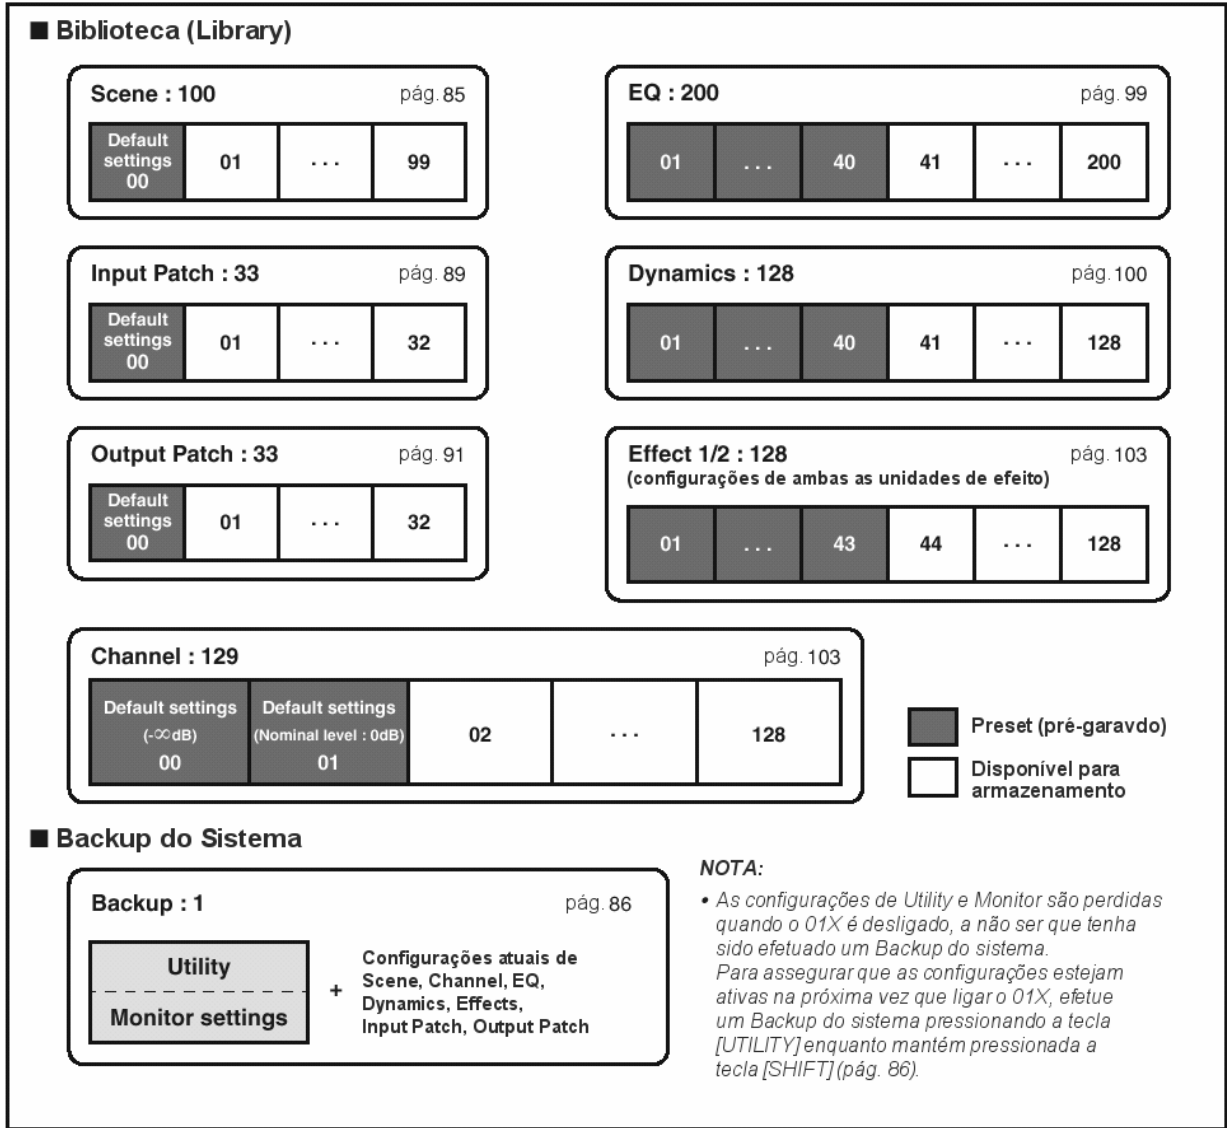 ■ Biblioteca (Library)
Scene : 100 pág. 85
Default
settings
00 01 ... 99
EQ : 200 pág. 99
01 ... 40 41 ... 200
Input Patch : 33 pág. 89
Default
settings
00 01 ... 32
Dynamics : 128 pág. 100
01 ... 40 41 ... 128
Output Patch : 33 pág. 91
Default
settings
00 01 ... 32
Effect 1/2 : 128 pág. 103
(configurações de ambas as unidades de efeito)
01 ... 43 44 ... 128
Channel : 129 pág. 103
Default settings
(-∞dB)
00
Default settings
(Nominal level : 0dB)
01
02 ... 128
Preset (pré-garavdo)
Disponível para
armazenamento
■ Backup do Sistema
Backup : 1 pág. 86
Utility
Monitor settings
+
Configurações atuais de
Scene, Channel, EQ,
Dynamics, Effects,
Input Patch, Output Patch
NOTA:
• As configurações de Utility e Monitor são perdidas
quando o 01X é desligado, a não ser que tenha
sido efetuado um Backup do sistema.
Para assegurar que as configurações estejam
ativas na próxima vez que ligar o 01X, efetue
um Backup do sistema pressionando a tecla
[UTILITY] enquanto mantém pressionada a
tecla [SHIFT] (pág. 86).